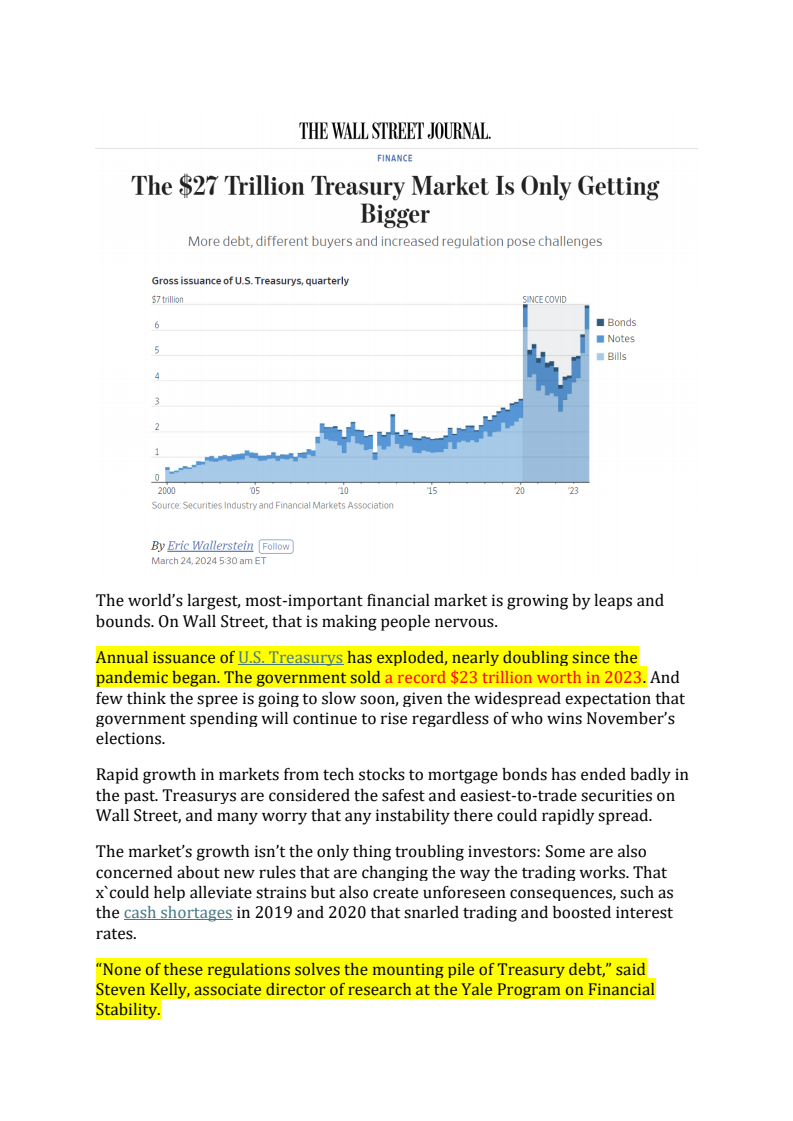 THE WALL STREET JOURNAL.
FINANCE
The $27 Trillion Treasury Market Is Only Getting
Bigger
More debt, different buyers and increased regulation pose challenges
Gross issuance of U.S. Treasurys, quarterly
$7 trillion
SINCE COVID
6
5
4
3
2
1
0
Bonds
Notes
Bills
2000 '05 '10 '15 '20 '23
Source: Securities Industry and Financial Markets Association
By Eric Wallerstein Follow
March 24, 2024 5:30 am ET
The world’s largest, most-important financial market is growing by leaps and
bounds. On Wall Street, that is making people nervous.
Annual issuance of U.S. Treasurys has exploded, nearly doubling since the
pandemic began. The government sold a record $23 trillion worth in 2023. And
few think the spree is going to slow soon, given the widespread expectation that
government spending will continue to rise regardless of who wins November’s
elections.
Rapid growth in markets from tech stocks to mortgage bonds has ended badly in
the past. Treasurys are considered the safest and easiest-to-trade securities on
Wall Street, and many worry that any instability there could rapidly spread.
The market’s growth isn’t the only thing troubling investors: Some are also
concerned about new rules that are changing the way the trading works. That
x`could help alleviate strains but also create unforeseen consequences, such as
the cash shortages in 2019 and 2020 that snarled trading and boosted interest
rates.
“None of these regulations solves the mounting pile of Treasury debt,” said
Steven Kelly, associate director of research at the Yale Program on Financial
Stability.